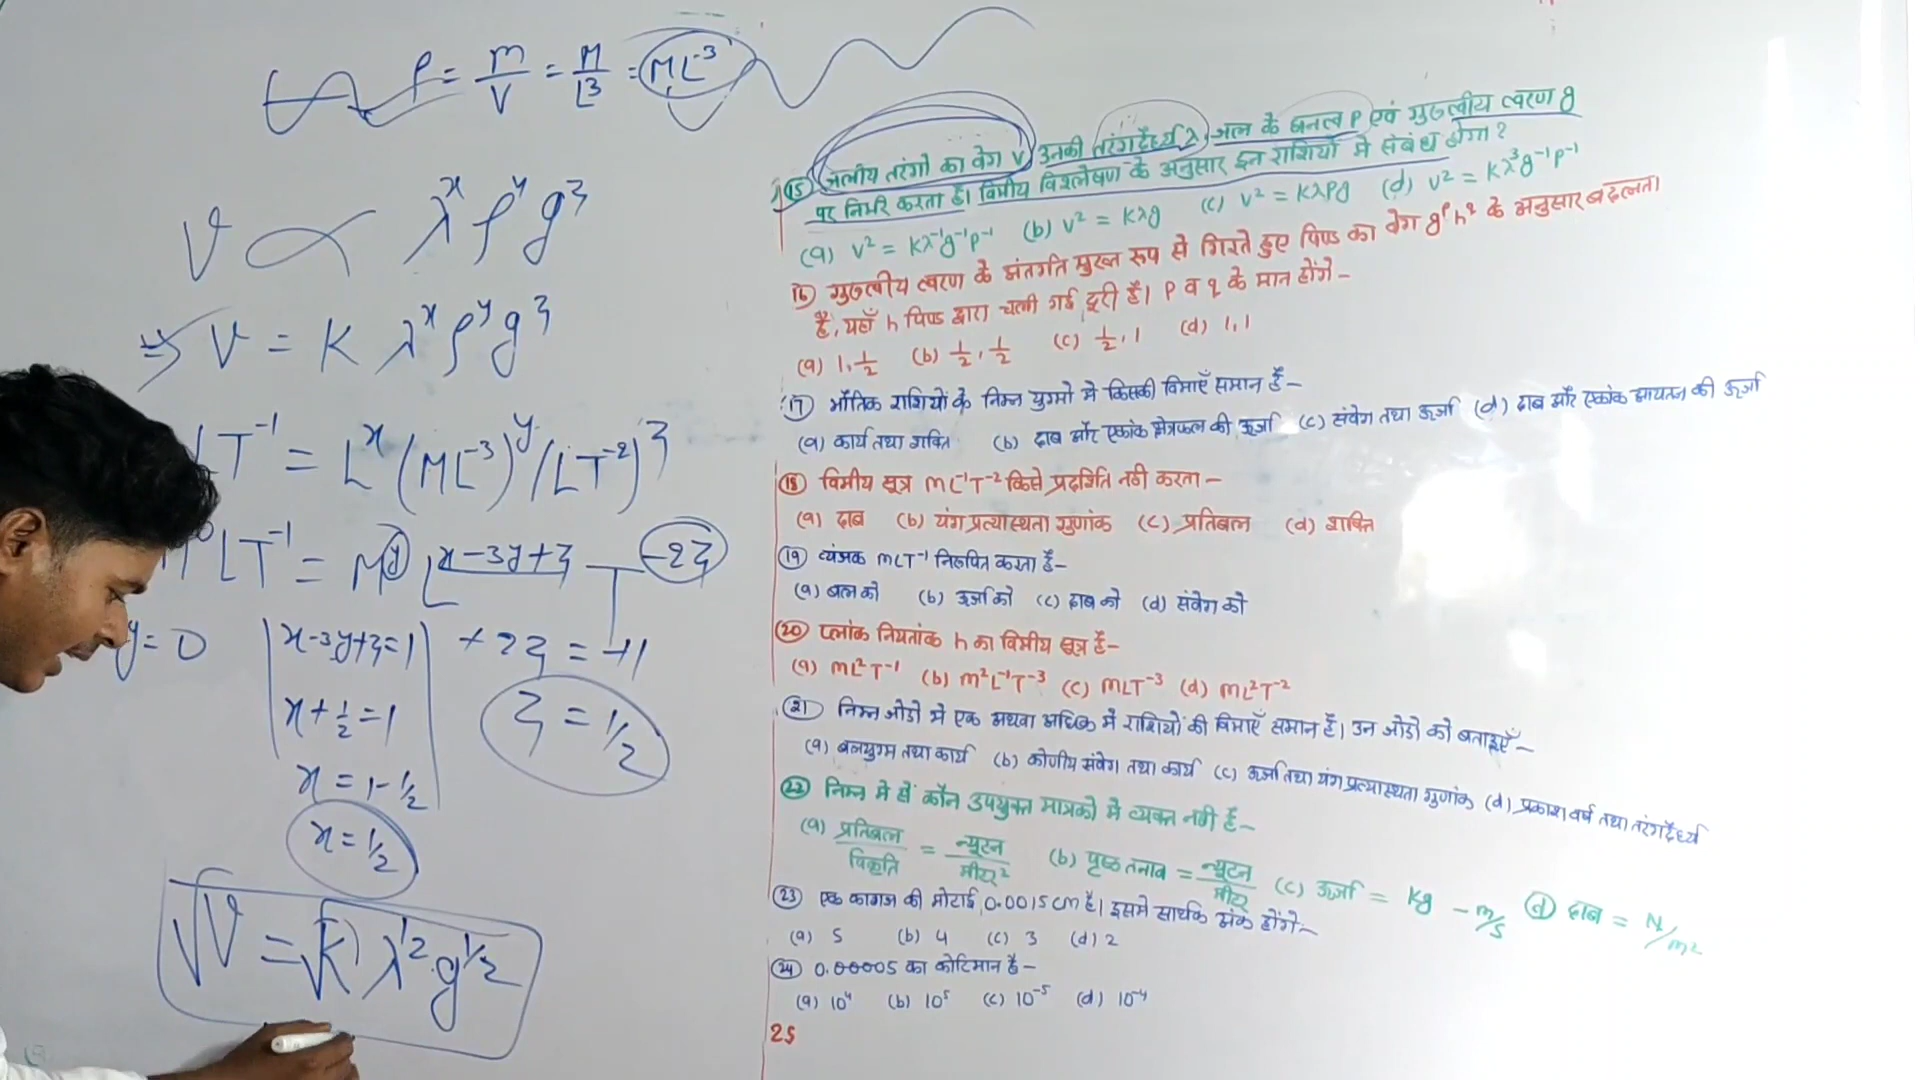 ρ = m/V = M/L³ = ML⁻³
V ∝ λˣ ρʸ gᶻ
⇒ V = K λˣ ρʸ gᶻ
LT⁻¹ = Lˣ (ML⁻³)ʸ (LT⁻²)ᶻ
M⁰LT⁻¹ = Mʸ Lˣ⁻³ʸ⁺ᶻ T⁻²ᶻ
y = 0
x-3y+z=1
x + 1/2 = 1
x = 1-1/2
x = 1/2
+2z = +1
z = 1/2
√V = √K λ^1/2 . g^1/2
(15) जलीय तरंगो का वेग v, उनकी तरंगदैर्ध्य λ, जल के घनत्व ρ एवं गुरुत्वीय त्वरण g
पर निर्भर करता है। विमीय विश्लेषण के अनुसार इन राशियों मे संबंध होगा?
(a) v² = Kλ⁻¹g⁻¹ρ⁻¹ (b) v² = Kλg (c) v² = Kλρg (d) v² = Kλ³g⁻¹ρ⁻¹
(16) गुरुत्वीय त्वरण के अंतर्गत मुक्त रूप से गिरते हुए पिण्ड का वेग gᵖh^q के अनुसार बदलता
है, यहाँ h पिण्ड द्वारा चली गई दूरी है। P व q के मान होंगे –
(a) 1, 1/2 (b) 1/2, 1/2 (c) 1/2, 1 (d) 1, 1
(17) भौतिक राशियों के निम्न युग्मो मे किसकी विमाएँ समान हैं –
(a) कार्य तथा शक्ति (b) दाब और एकांक क्षेत्रफल की ऊर्जा (c) संवेग तथा ऊर्जा (d) दाब और एकांक आयतन की ऊर्जा
(18) विमीय सूत्र ML⁻¹T⁻² किसे प्रदर्शित नही करता –
(a) दाब (b) यंग प्रत्यास्थता गुणांक (c) प्रतिबल (d) शक्ति
(19) व्यंजक MLT⁻¹ निरूपित करता है –
(a) बल को (b) ऊर्जा को (c) दाब को (d) संवेग को
(20) प्लांक नियतांक h का विमीय सूत्र है –
(a) ML²T⁻¹ (b) M²L⁻¹T⁻³ (c) MLT⁻³ (d) ML²T⁻²
(21) निम्न जोडो मे एक अथवा अधिक में राशियों की विमाएँ समान हैं। उन जोडो को बताइएँ –
(a) बलयुग्म तथा कार्य (b) कोणीय संवेग तथा कार्य (c) ऊर्जा तथा यंग प्रत्यास्थता गुणांक (d) प्रकाश वर्ष तथा तरंगदैर्ध्य
(22) निम्न मे से कौन उपयुक्त मात्रको मे व्यक्त नही है –
(a) प्रतिबल/विकृति = न्यूटन/मीटर² (b) पृष्ठ तनाव = न्यूटन/मीटर (c) ऊर्जा = Kg – m/s (d) दाब = N/m²
(23) एक कागज की मोटाई 0.0015 cm है। इसमे सार्थक अंक होंगे –
(a) 5 (b) 4 (c) 3 (d) 2
(24) 0.00005 का कोटिमान है –
(a) 10⁴ (b) 10⁵ (c) 10⁻⁵ (d) 10⁻⁴
25